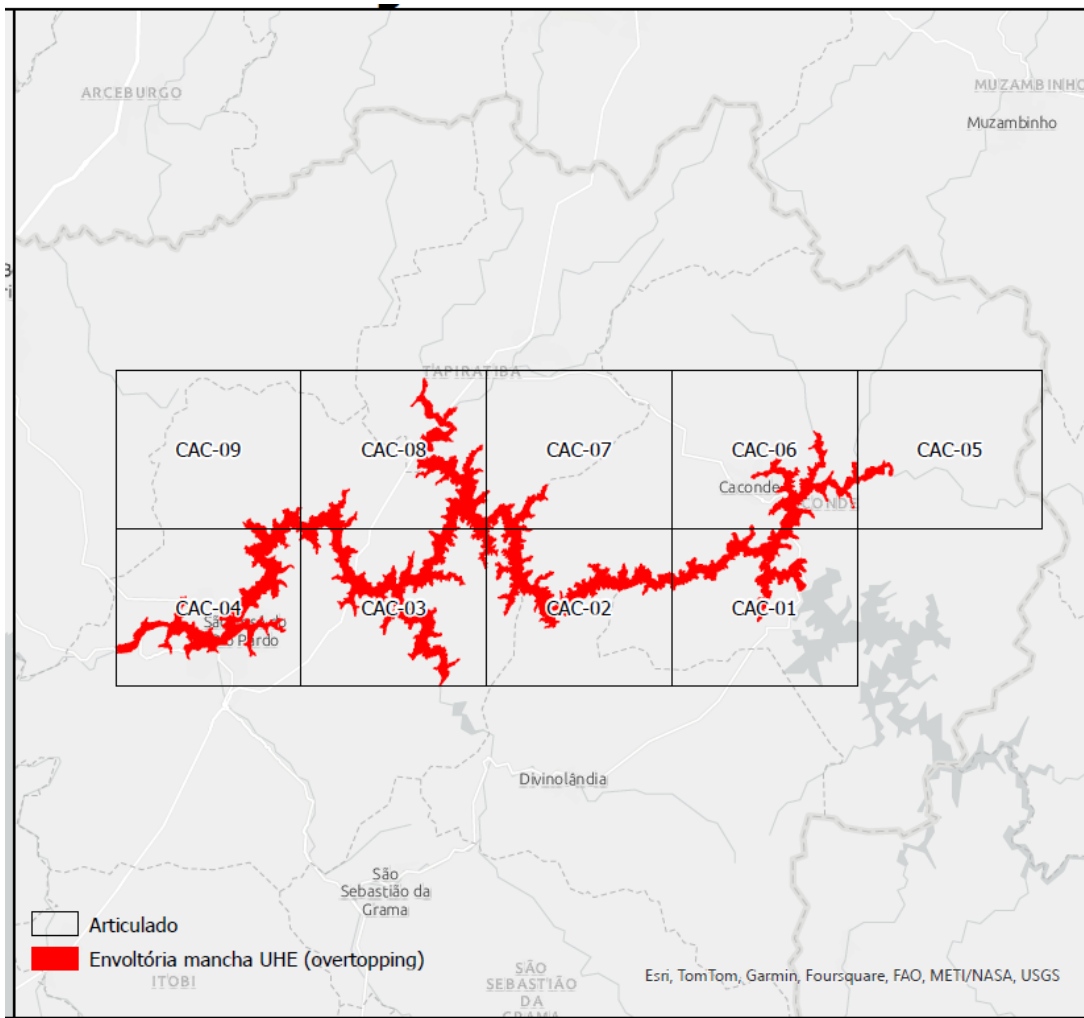 ARCEBURGO
MUZAMBINHO
Muzambinho
TAPIRATIBA
CAC-09
CAC-08
CAC-07
CAC-06
CAC-05
Caconde
CAC-04
CAC-03
CAC-02
CAC-01
Pardo
Divinolândia
São
Sebastião da
Grama
Articulado
Envoltória mancha UHE (overtopping)
ITOBI
SÃO
SEBASTIÃO
DA
GRAMA
Esri, TomTom, Garmin, Foursquare, FAO, METI/NASA, USGS